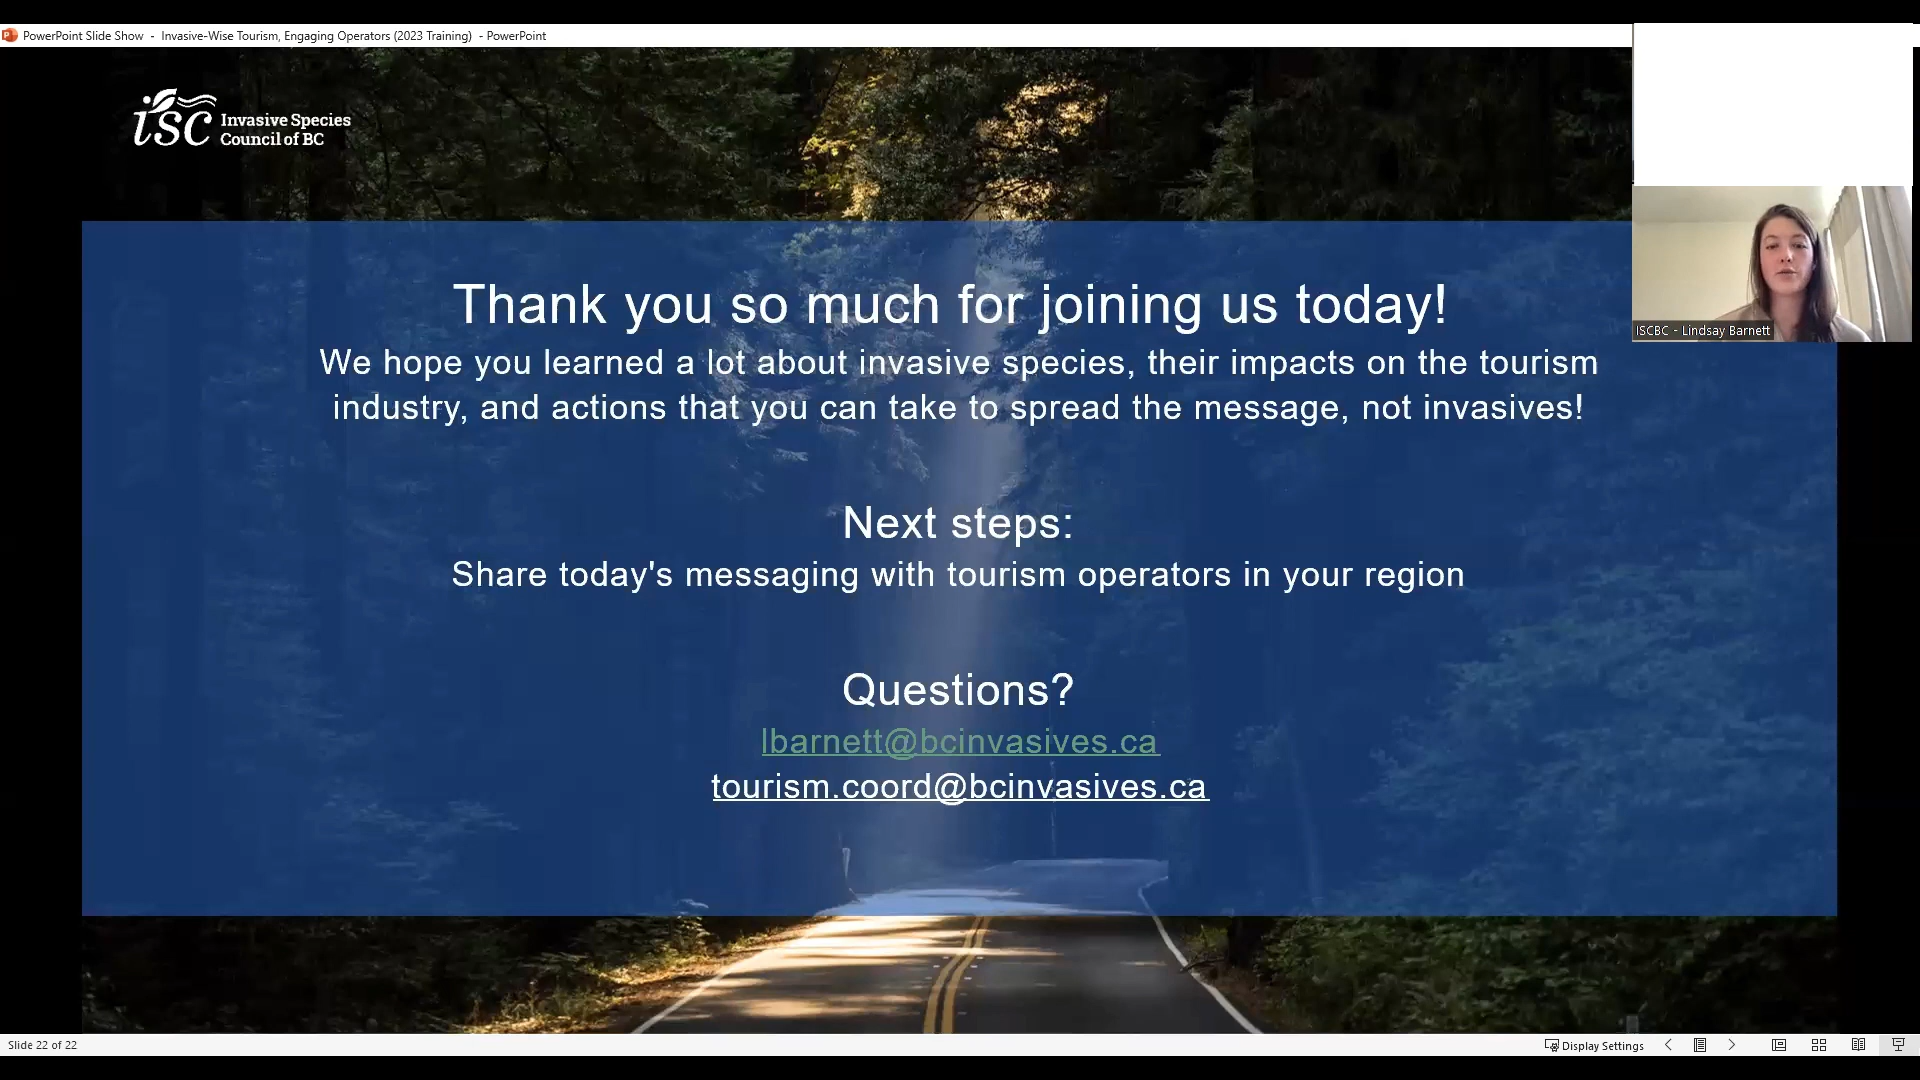 PowerPoint Slide Show - Invasive-Wise Tourism, Engaging Operators (2023 Training) - PowerPoint
isc Invasive Species
Council of BC
ISCBC - Lindsay Barnett
Thank you so much for joining us today!
We hope you learned a lot about invasive species, their impacts on the tourism
industry, and actions that you can take to spread the message, not invasives!
Next steps:
Share today's messaging with tourism operators in your region
Questions?
lbarnett@bcinvasives.ca
tourism.coord@bcinvasives.ca
Slide 22 of 22
Display Settings